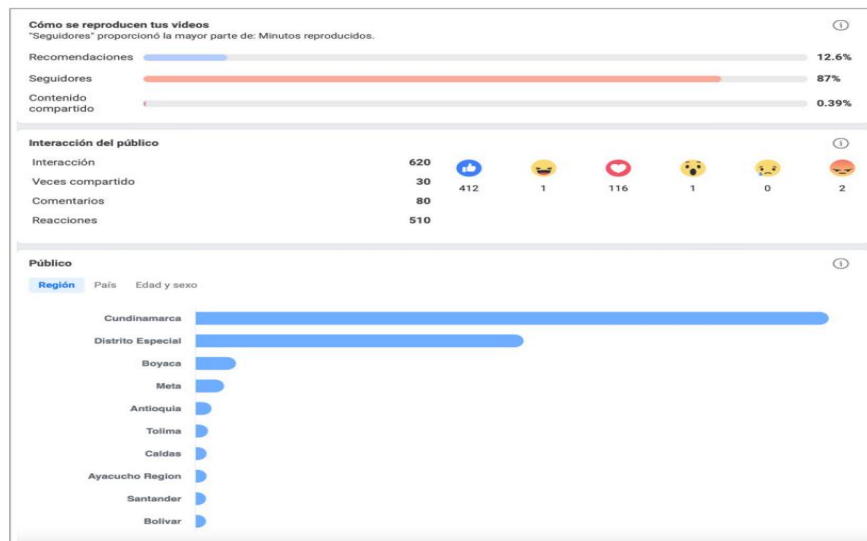 Cómo se reproducen tus videos
"Seguidores" proporcionó la mayor parte de: Minutos reproducidos.
Recomendaciones 12.6%
Seguidores 87%
Contenido
compartido 0.39%
Interacción del público
Interacción 620
Veces compartido 30
Comentarios 80
Reacciones 510
412 1 116 1 0 2
Público
Región País Edad y sexo
Cundinamarca
Distrito Especial
Boyaca
Meta
Antioquia
Tolima
Caldas
Ayacucho Region
Santander
Bolivar